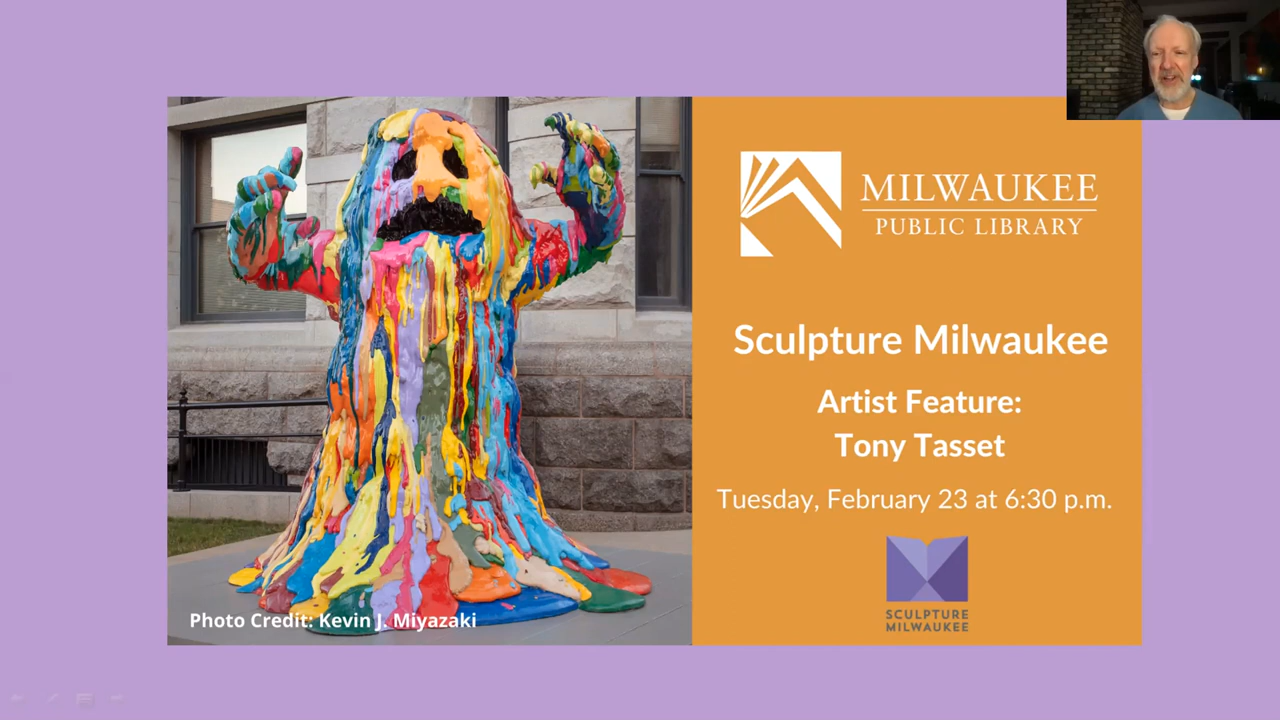 MILWAUKEE
PUBLIC LIBRARY
Sculpture Milwaukee
Artist Feature:
Tony Tasset
Tuesday, February 23 at 6:30 p.m.
SCULPTURE
MILWAUKEE
Photo Credit: Kevin J. Miyazaki